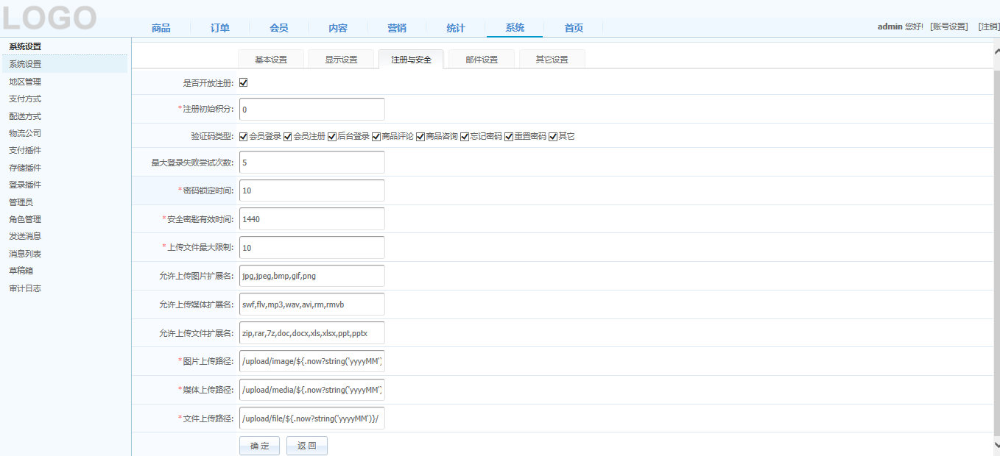 LOGO
商品 订单 会员 内容 营销 统计 系统 首页
admin 您好! [账号设置] [注销]
系统设置
系统设置
地区管理
支付方式
配送方式
物流公司
支付插件
存储插件
登录插件
管理员
角色管理
发送消息
消息列表
草稿箱
审计日志
基本设置 显示设置 注册与安全 邮件设置 其它设置
是否开放注册:
*注册初始积分: 0
验证码类型: 会员登录 会员注册 后台登录 商品评论 商品咨询 忘记密码 重置密码 其它
最大登录失败尝试次数: 5
*密码锁定时间: 10
*安全密匙有效时间: 1440
*上传文件最大限制: 10
允许上传图片扩展名: jpg,jpeg,bmp,gif,png
允许上传媒体扩展名: swf,flv,mp3,wav,avi,rm,rmvb
允许上传文件扩展名: zip,rar,7z,doc,docx,xls,xlsx,ppt,pptx
*图片上传路径: /upload/image/${.now?string('yyyyMM')
*媒体上传路径: /upload/media/${.now?string('yyyyMM')
*文件上传路径: /upload/file/${.now?string('yyyyMM')}/
确 定 返 回